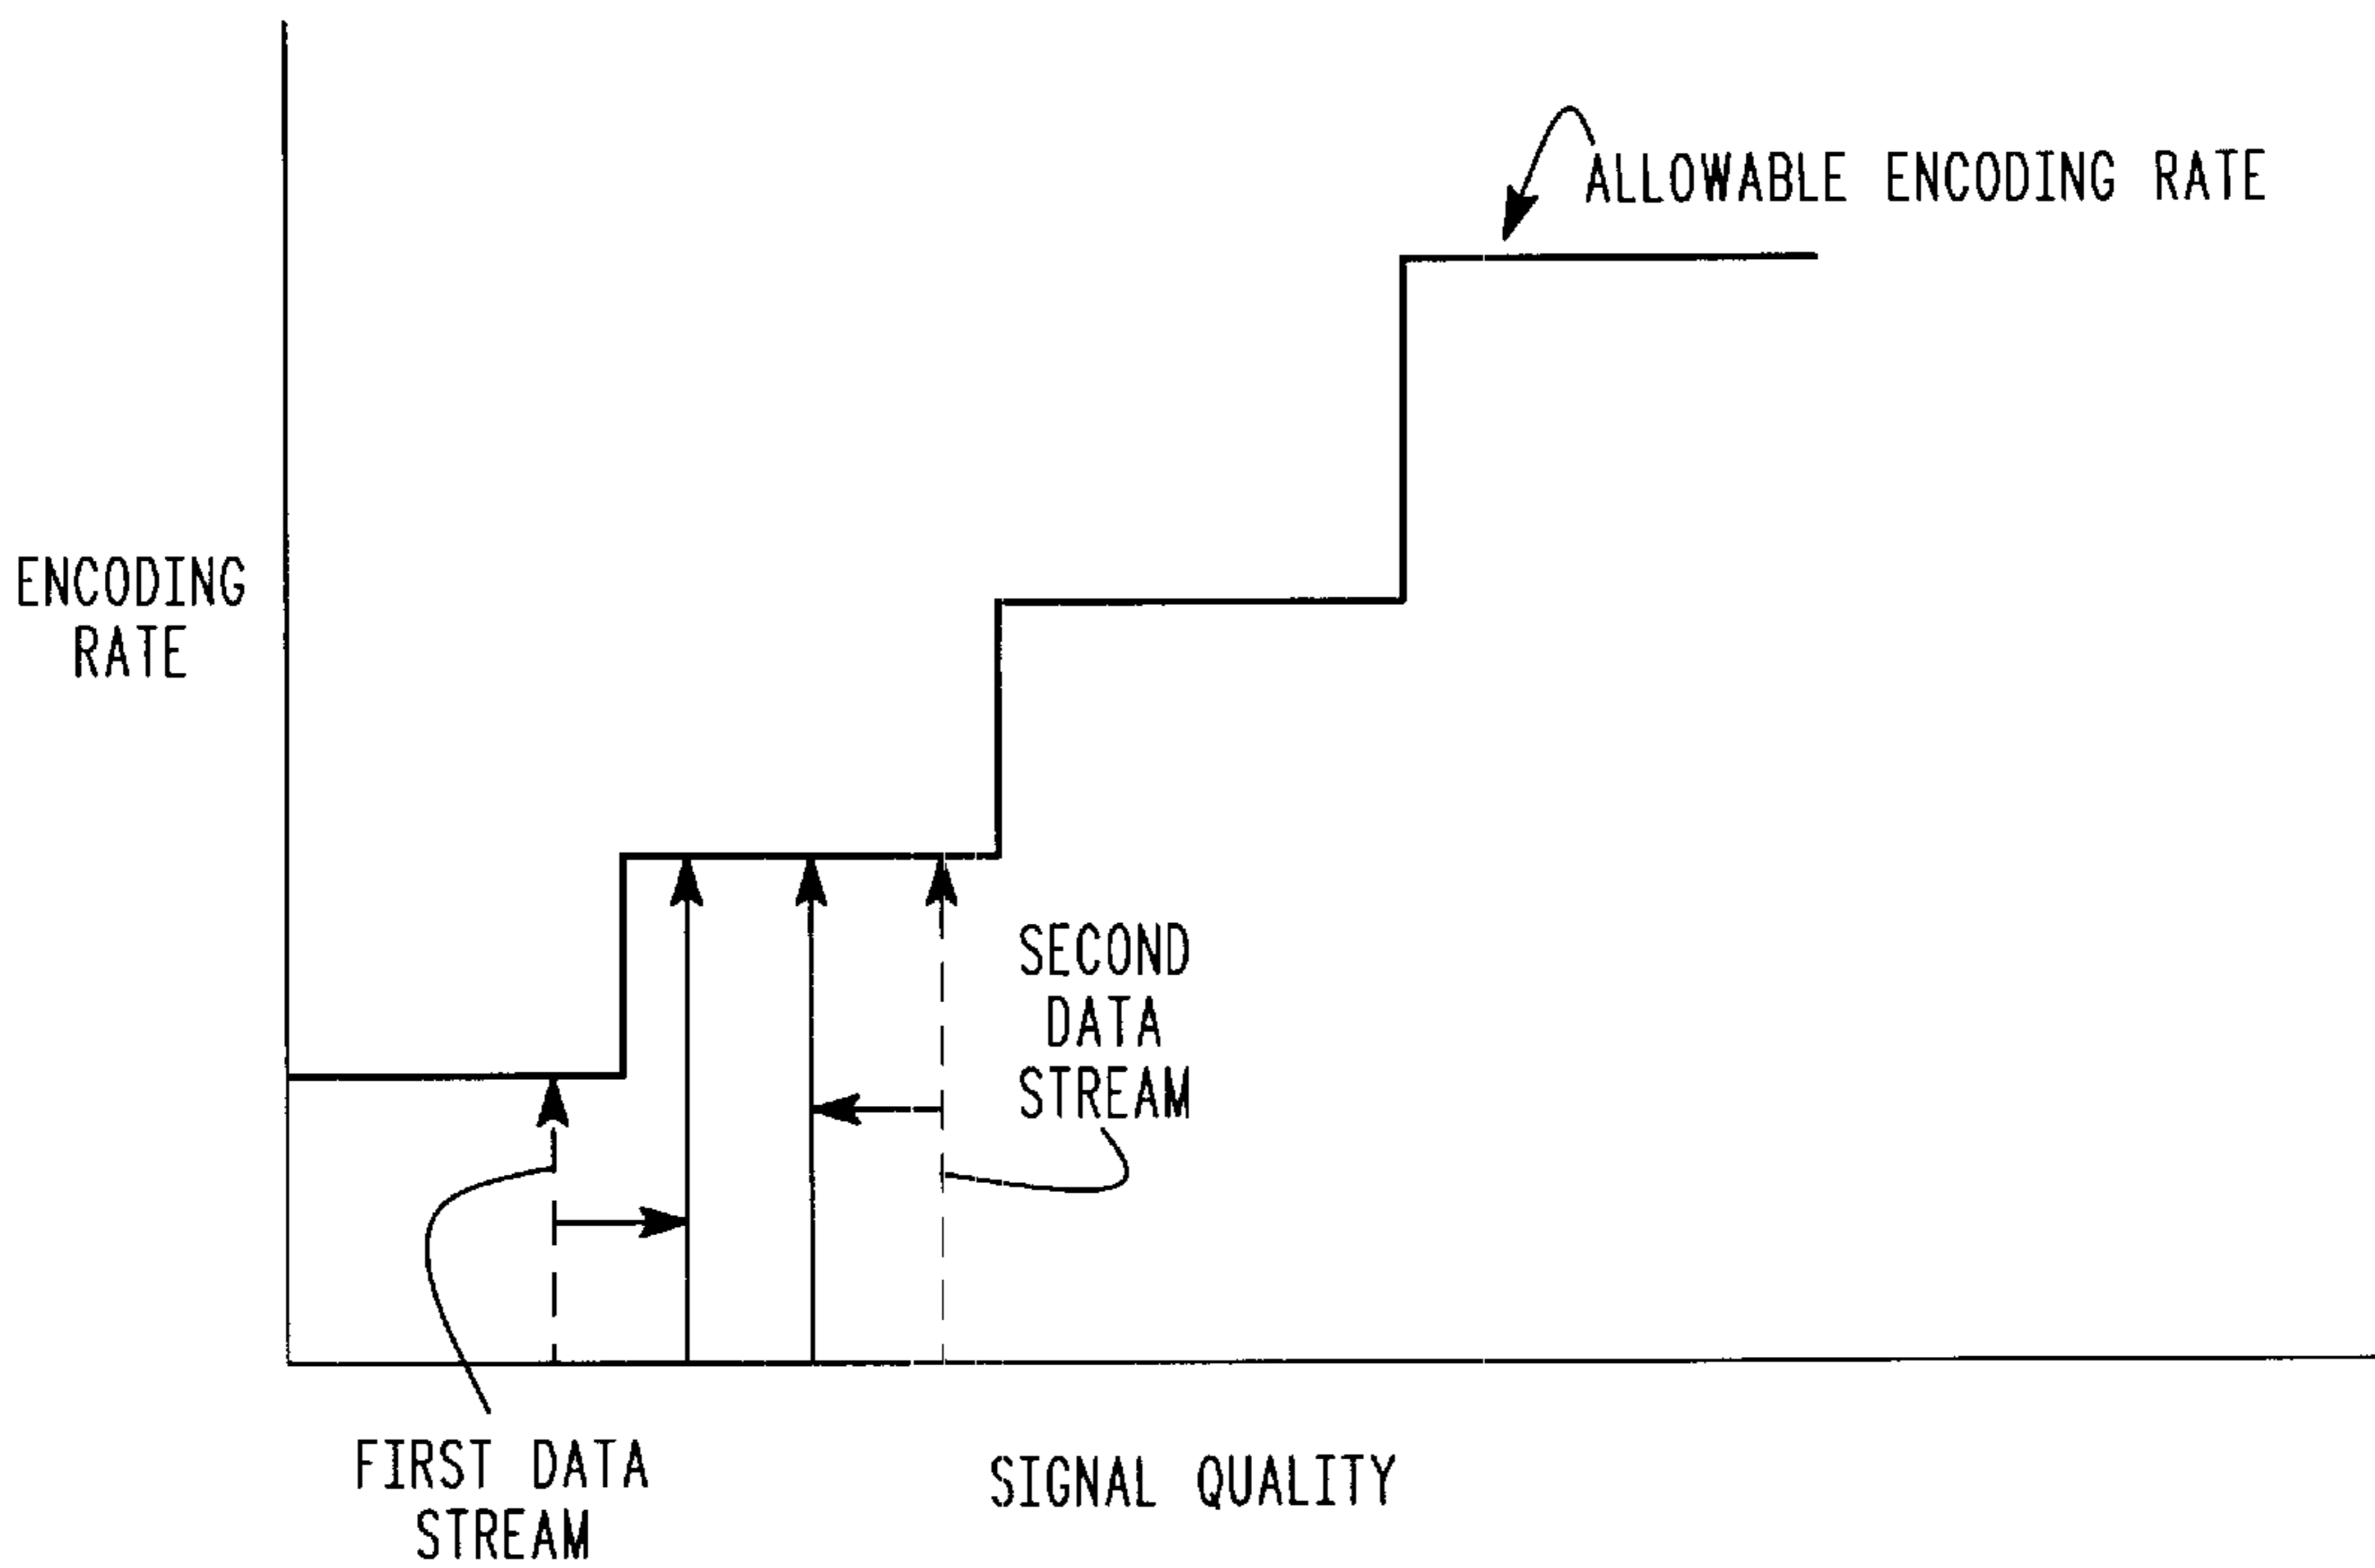 ALLOWABLE ENCODING RATE
ENCODING
RATE
SECOND
DATA
STREAM
FIRST DATA
STREAM
SIGNAL QUALITY